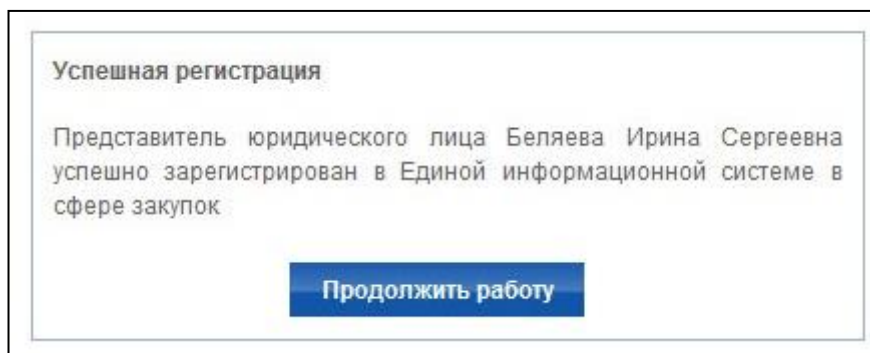 Успешная регистрация
Представитель юридического лица Беляева Ирина Сергеевна
успешно зарегистрирован в Единой информационной системе в
сфере закупок
Продолжить работу